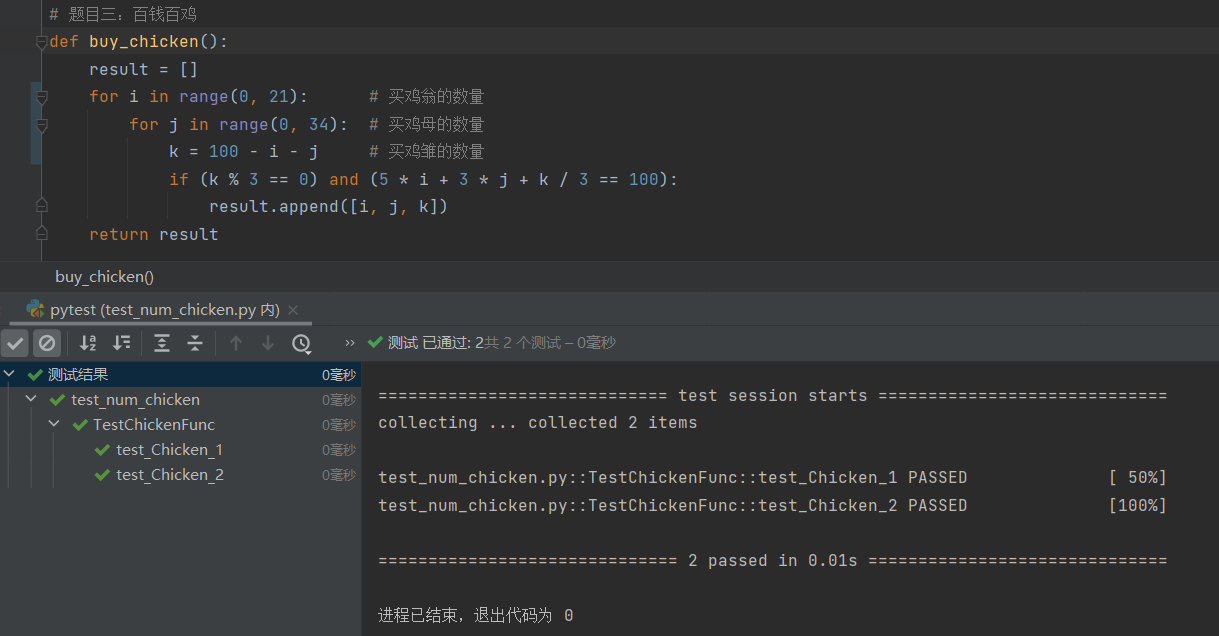 # 题目三：百钱百鸡
def buy_chicken():
    result = []
    for i in range(0, 21):      # 买鸡翁的数量
        for j in range(0, 34):  # 买鸡母的数量
            k = 100 - i - j     # 买鸡雏的数量
            if (k % 3 == 0) and (5 * i + 3 * j + k / 3 == 100):
                result.append([i, j, k])
    return result
buy_chicken()
pytest (test_num_chicken.py 内) ×
» 测试 已通过: 2共 2 个测试 – 0毫秒
测试结果 0毫秒
test_num_chicken 0毫秒
TestChickenFunc 0毫秒
test_Chicken_1 0毫秒
test_Chicken_2 0毫秒
============================= test session starts =============================
collecting ... collected 2 items
test_num_chicken.py::TestChickenFunc::test_Chicken_1 PASSED              [ 50%]
test_num_chicken.py::TestChickenFunc::test_Chicken_2 PASSED              [100%]
============================== 2 passed in 0.01s ==============================
进程已结束，退出代码为 0